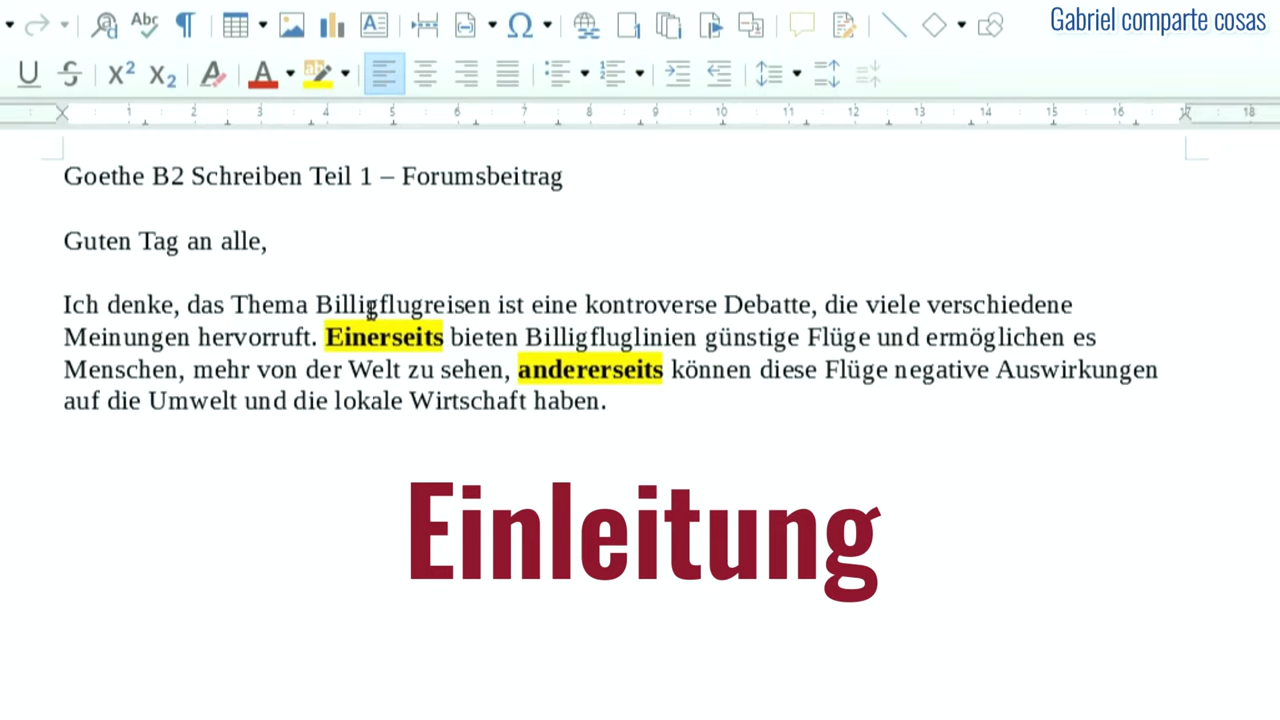 Gabriel comparte cosas
Goethe B2 Schreiben Teil 1 – Forumsbeitrag
Guten Tag an alle,
Ich denke, das Thema Billigflugreisen ist eine kontroverse Debatte, die viele verschiedene
Meinungen hervorruft. Einerseits bieten Billigfluglinien günstige Flüge und ermöglichen es
Menschen, mehr von der Welt zu sehen, andererseits können diese Flüge negative Auswirkungen
auf die Umwelt und die lokale Wirtschaft haben.
Einleitung